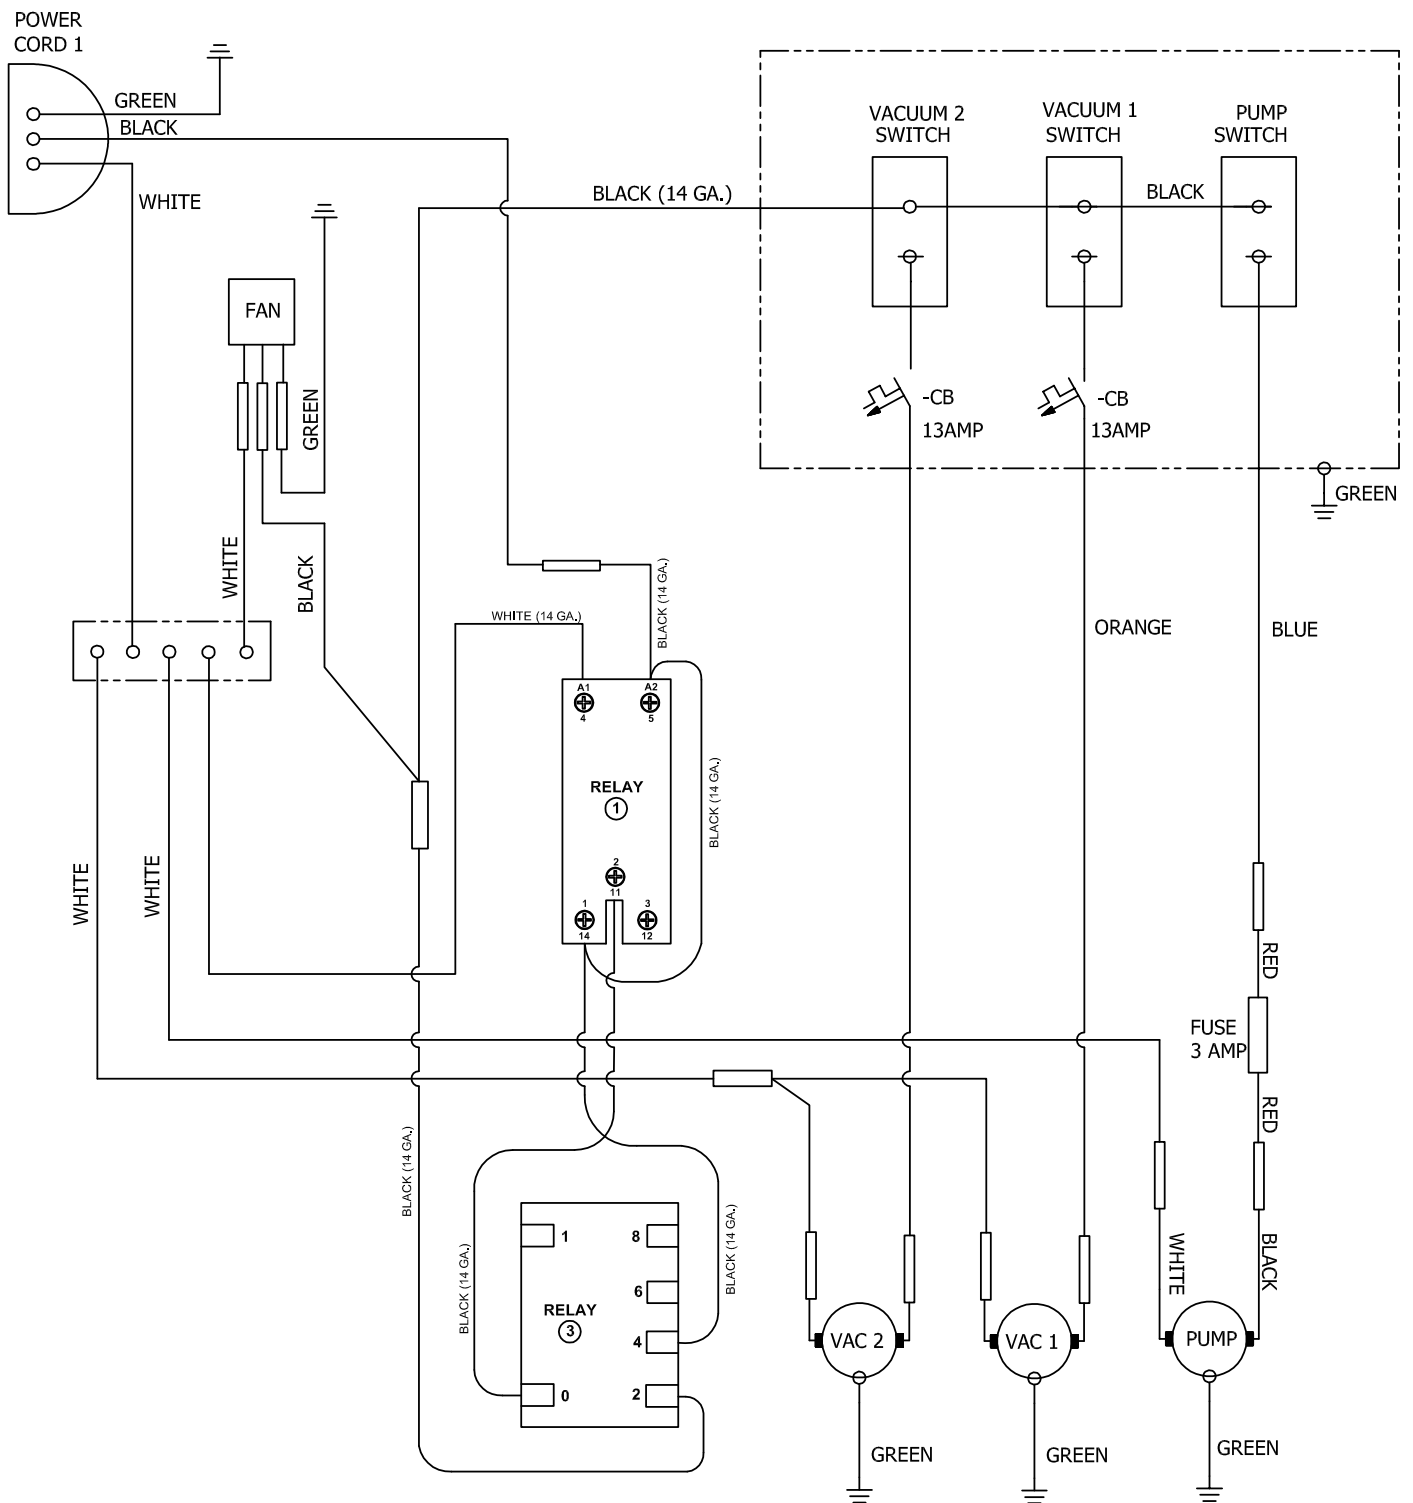 POWER
CORD 1
GREEN
BLACK
WHITE
VACUUM 2
SWITCH
VACUUM 1
SWITCH
PUMP
SWITCH
BLACK (14 GA.)
BLACK
FAN
GREEN
WHITE
BLACK
-CB
13AMP
-CB
13AMP
GREEN
WHITE (14 GA.)
BLACK (14 GA.)
ORANGE
BLUE
A1
4
A2
5
RELAY
1
BLACK (14 GA.)
2
11
1
14
3
12
WHITE
WHITE
RED
FUSE
3 AMP
RED
BLACK (14 GA.)
BLACK (14 GA.)
BLACK (14 GA.)
1
8
6
RELAY
3
4
0
2
WHITE
BLACK
VAC 2
VAC 1
PUMP
GREEN
GREEN
GREEN